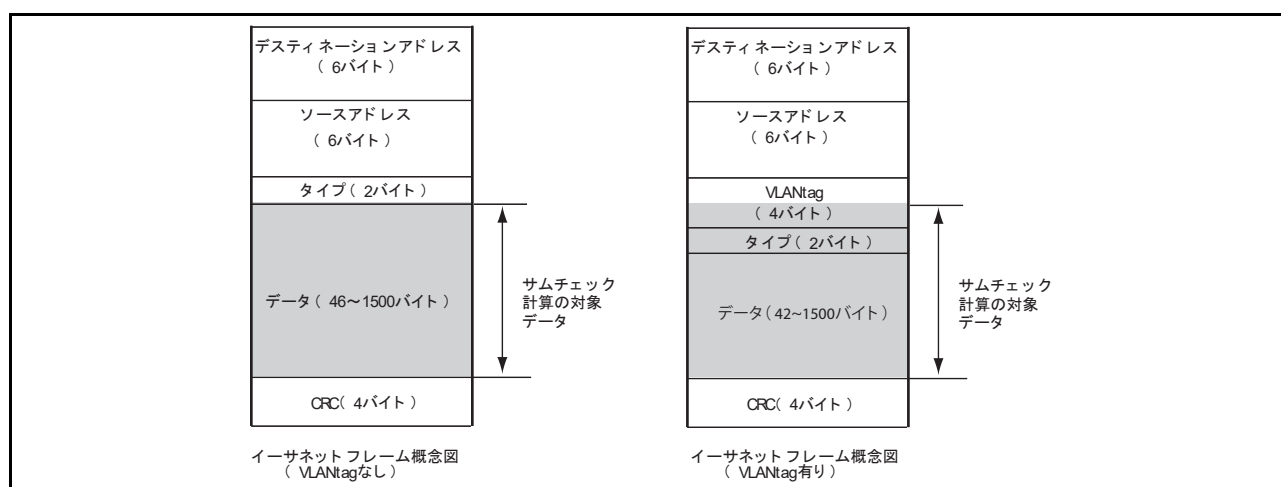 デスティネーションアドレス
(6バイト)
ソースアドレス
(6バイト)
タイプ(2バイト)
データ(46～1500バイト)
CRC(4バイト)
サムチェック
計算の対象
データ
イーサネットフレーム概念図
(VLANtagなし)
デスティネーションアドレス
(6バイト)
ソースアドレス
(6バイト)
VLANtag
(4バイト)
タイプ(2バイト)
データ(42~1500バイト)
CRC(4バイト)
サムチェック
計算の対象
データ
イーサネットフレーム概念図
(VLANtag有り)